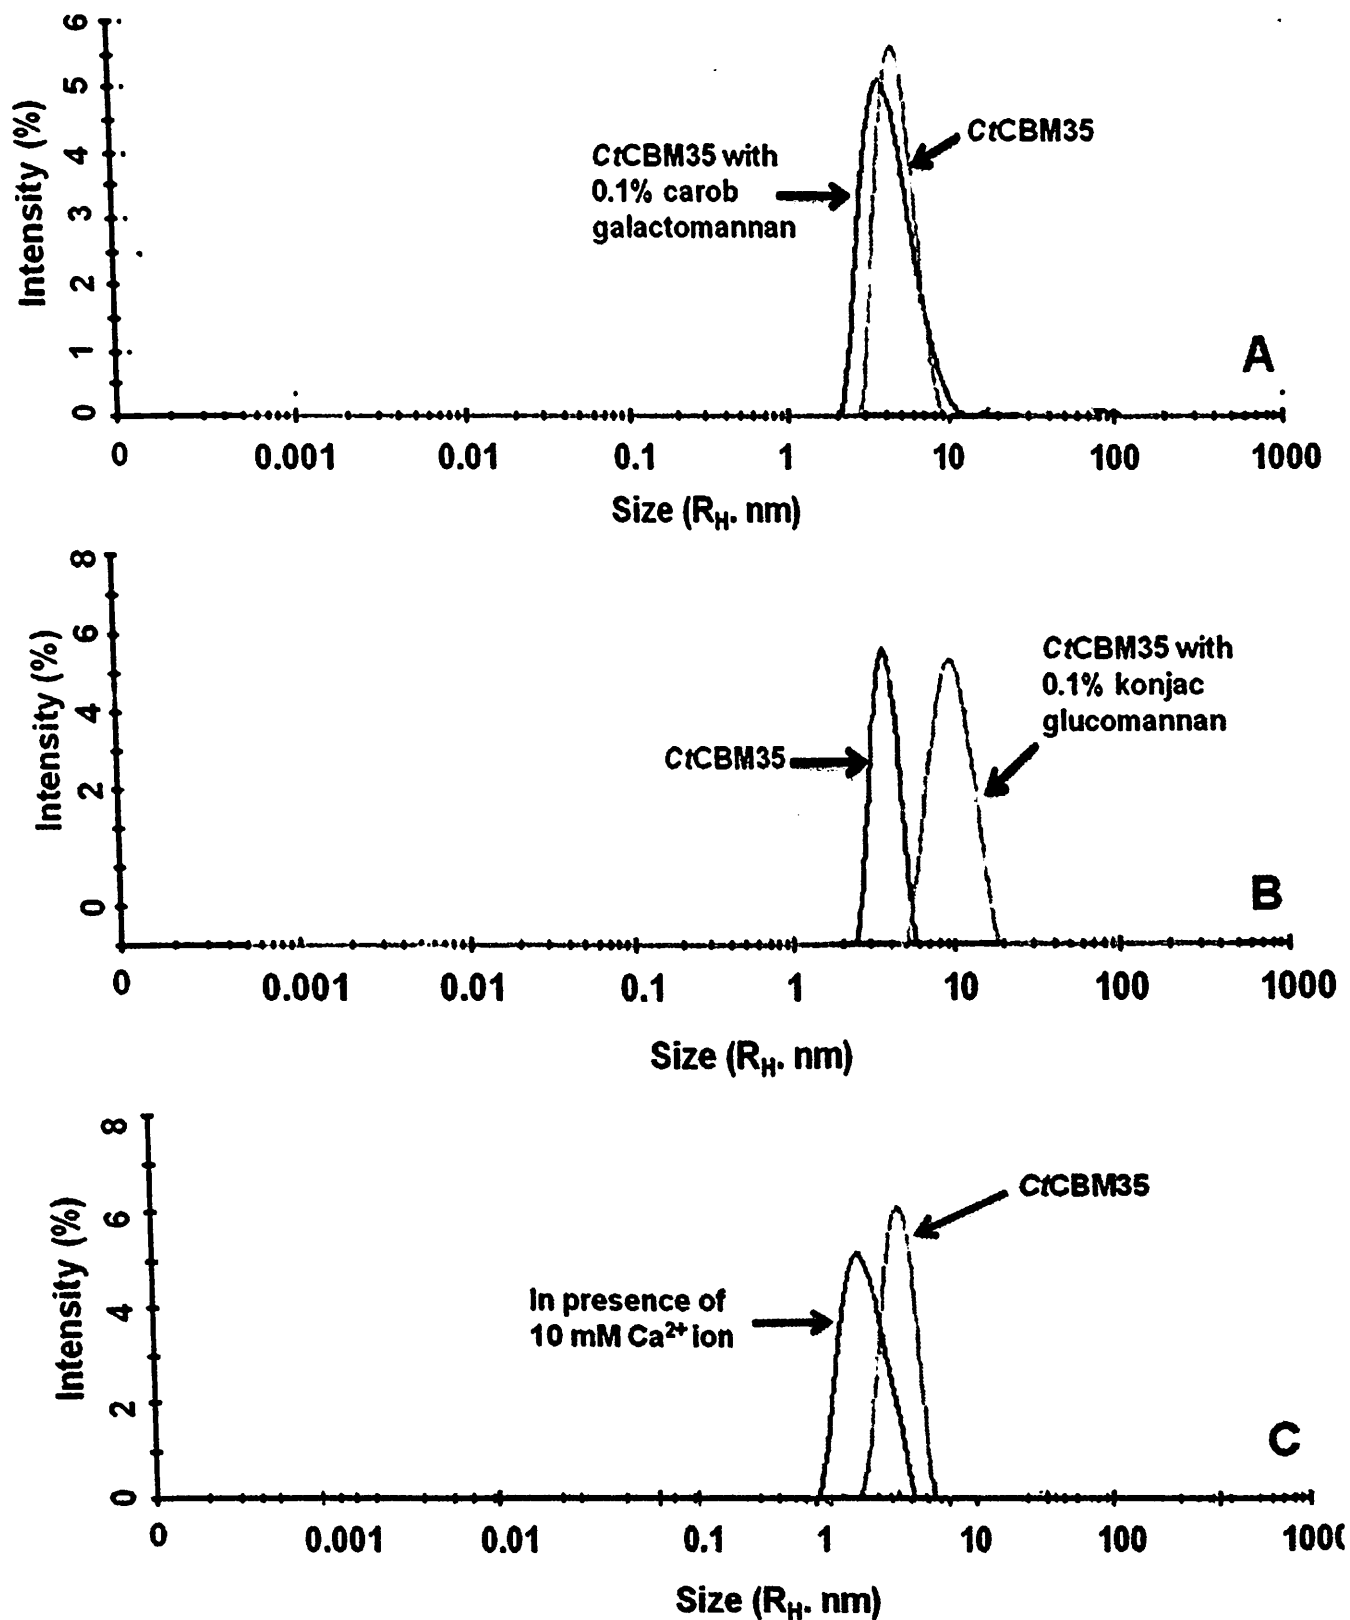 6
5
4
3
2
1
0
Intensity (%)
CtCBM35 with
0.1% carob
galactomannan
CtCBM35
A
0 0.001 0.01 0.1 1 10 100 1000
Size (R_H. nm)
8
6
4
2
0
Intensity (%)
CtCBM35
CtCBM35 with
0.1% konjac
glucomannan
B
0 0.001 0.01 0.1 1 10 100 1000
Size (R_H. nm)
8
6
4
2
0
Intensity (%)
In presence of
10 mM Ca²⁺ ion
CtCBM35
C
0 0.001 0.01 0.1 1 10 100 1000
Size (R_H. nm)